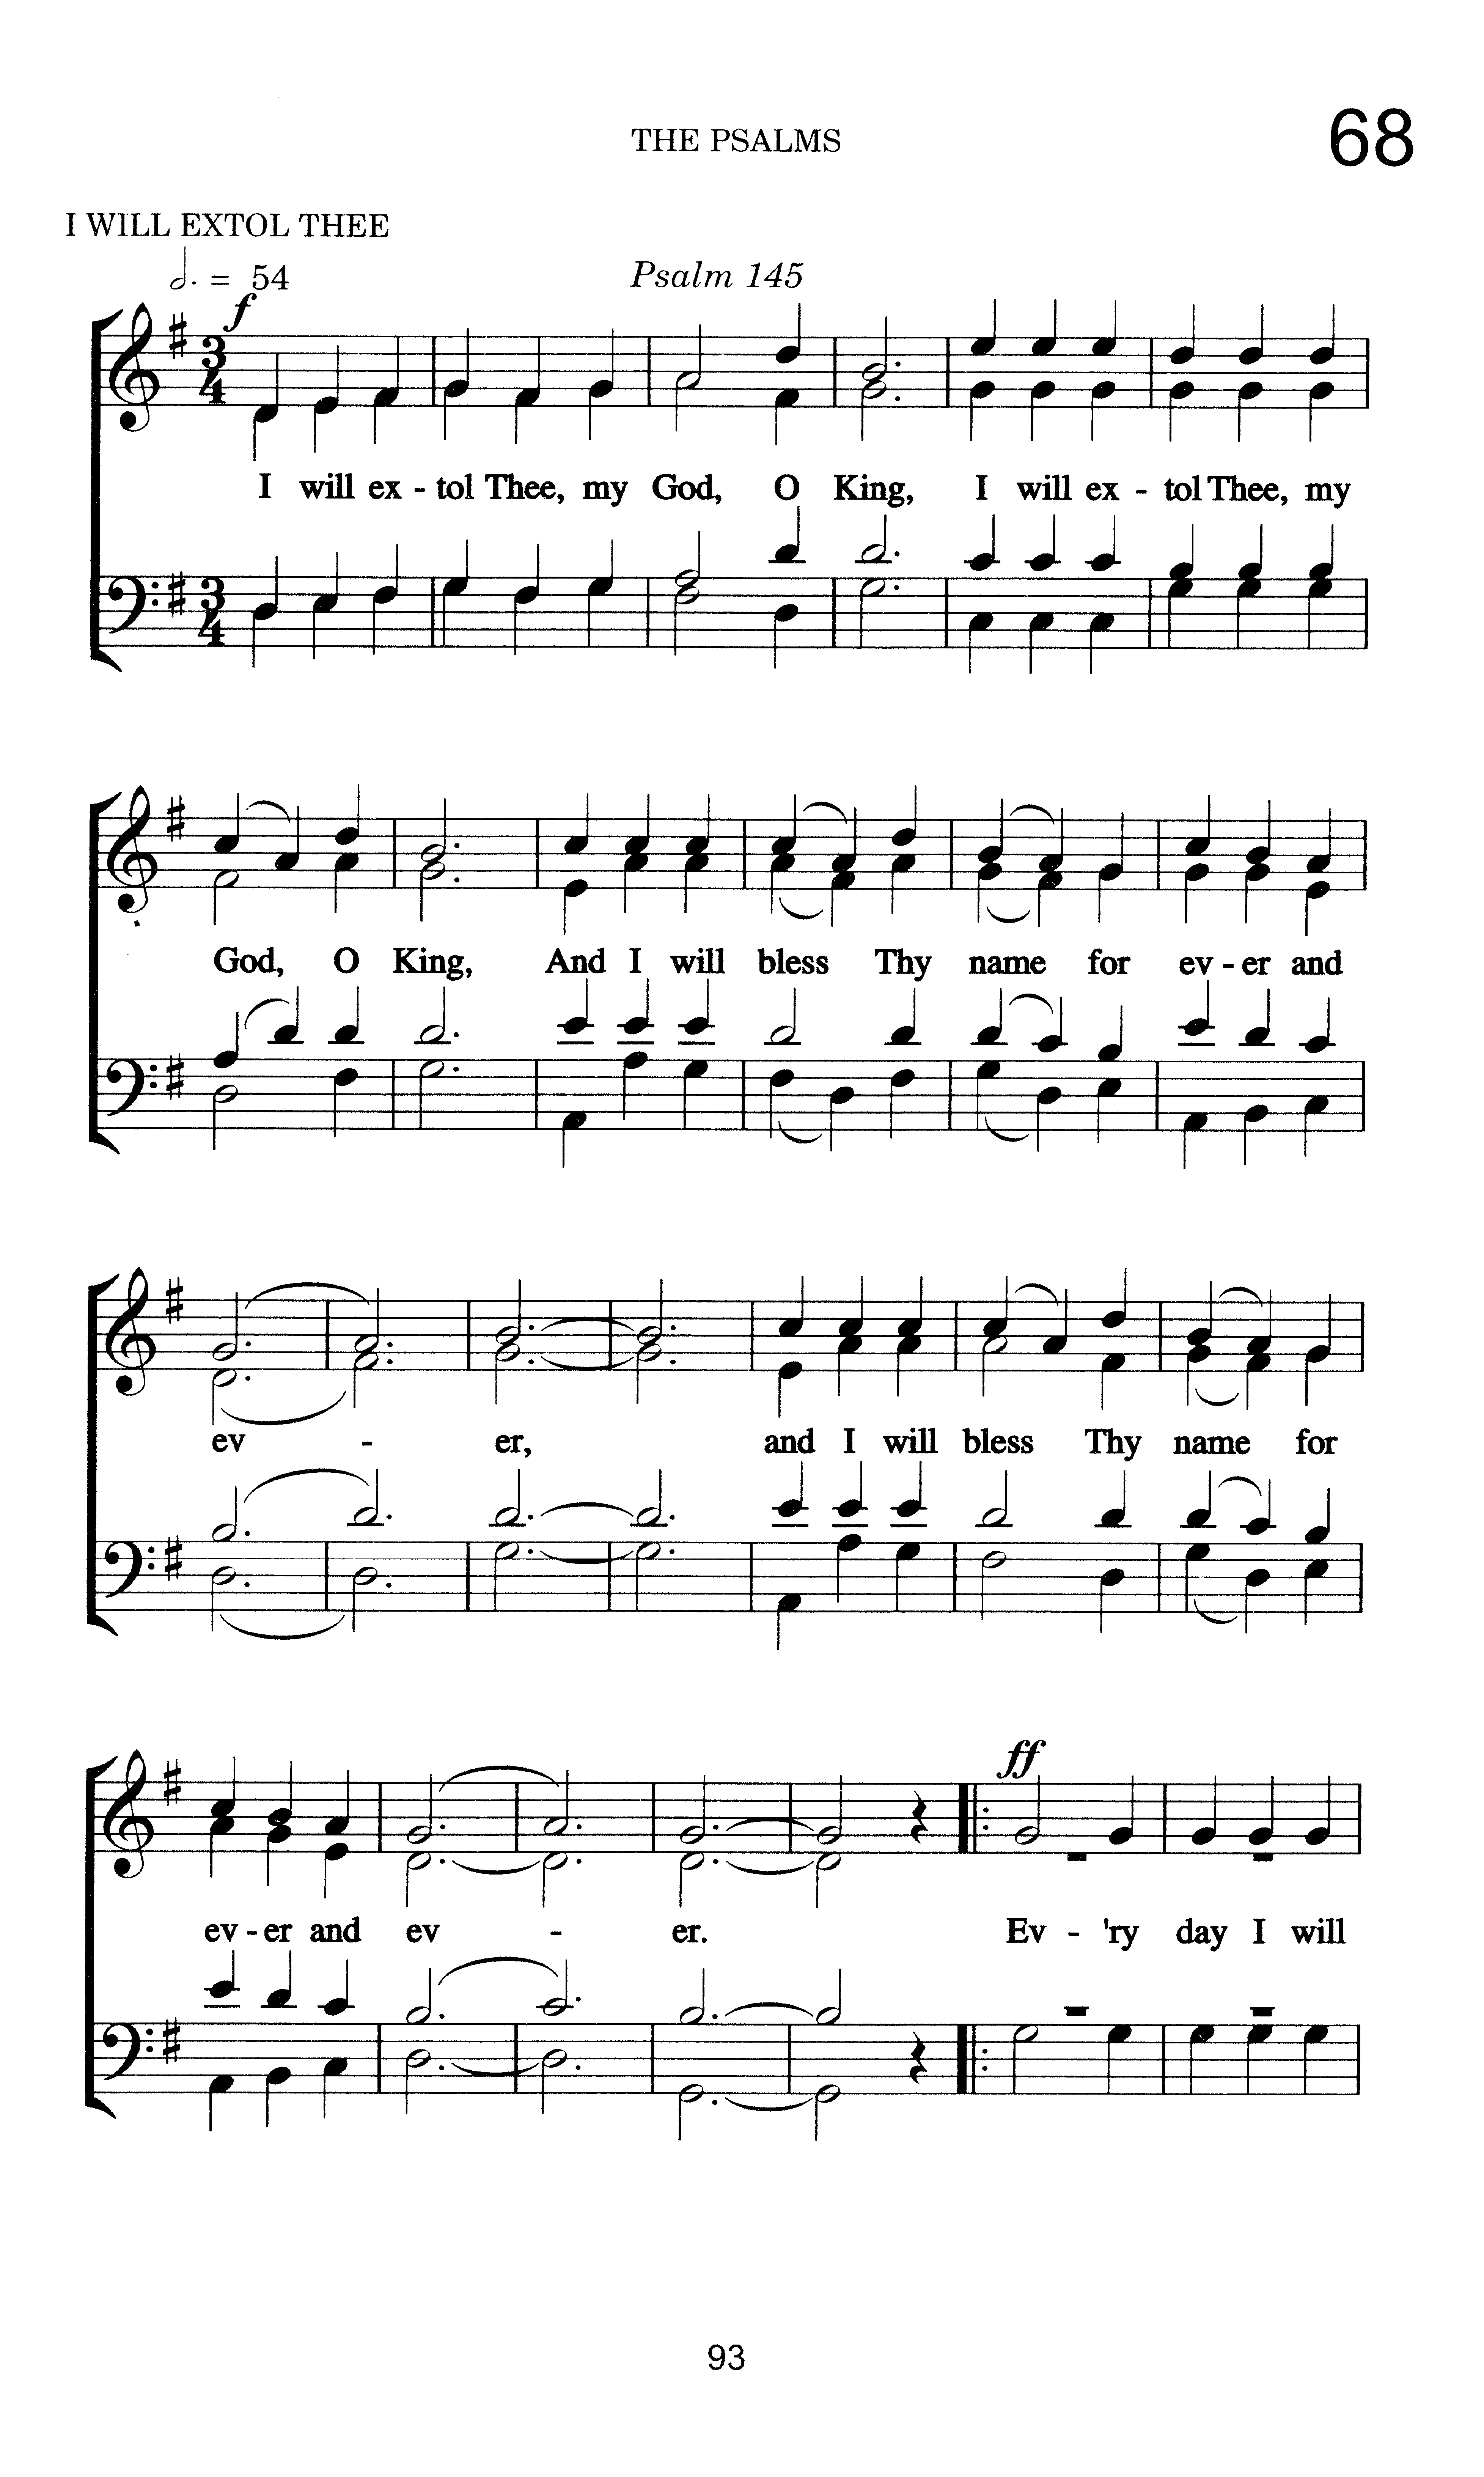 THE PSALMS
68
I WILL EXTOL THEE
𝅗𝅥. = 54
Psalm 145
f
3
4
I will ex - tol Thee, my God, O King, I will ex - tol Thee, my
3
4
God, O King, And I will bless Thy name for ev - er and
ev - er, and I will bless Thy name for
ff
ev - er and ev - er. Ev - 'ry day I will
93